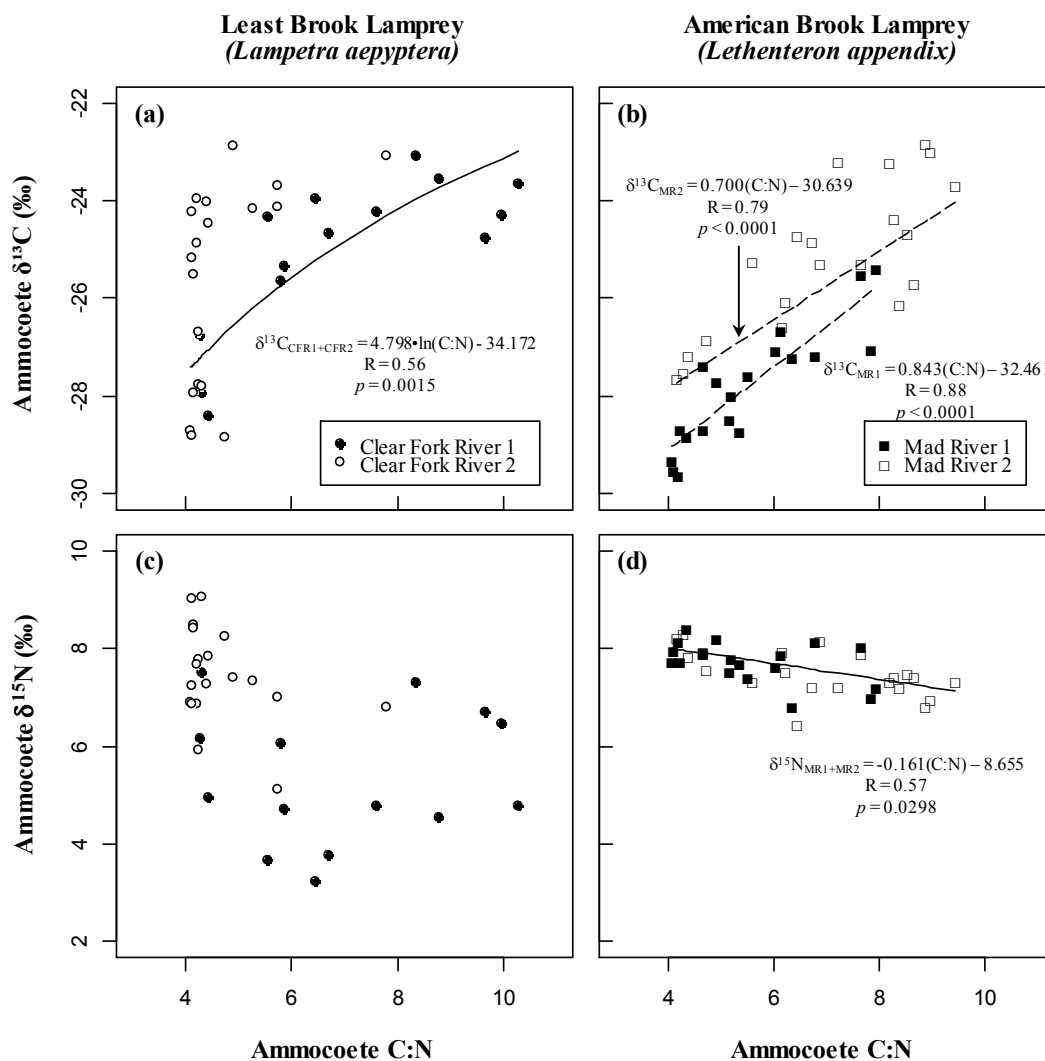 Least Brook Lamprey
(Lampetra aepyptera)
American Brook Lamprey
(Lethenteron appendix)
Ammocoete δ¹³C (‰)
-22
-24
-26
-28
-30
(a)
δ¹³C_CFR1+CFR2 = 4.798•ln(C:N) - 34.172
R = 0.56
p = 0.0015
Clear Fork River 1
Clear Fork River 2
(b)
δ¹³C_MR2 = 0.700(C:N) – 30.639
R = 0.79
p < 0.0001
δ¹³C_MR1 = 0.843(C:N) – 32.461
R = 0.88
p < 0.0001
Mad River 1
Mad River 2
Ammocoete δ¹⁵N (‰)
10
8
6
4
2
(c)
4
6
8
10
Ammocoete C:N
(d)
δ¹⁵N_MR1+MR2 = -0.161(C:N) – 8.655
R = 0.57
p = 0.0298
4
6
8
10
Ammocoete C:N